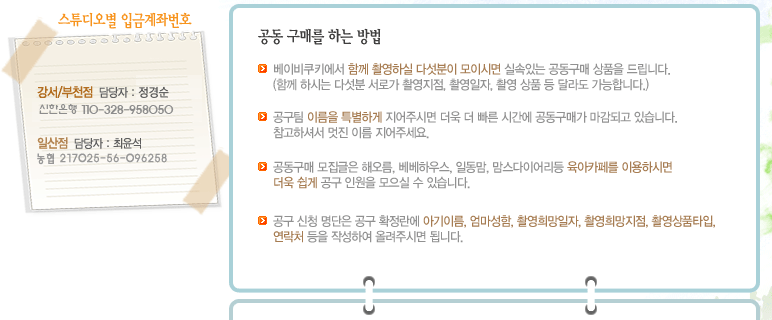 스튜디오별 입금계좌번호
강서/부천점 담당자 : 정경순
신한은행 110-328-958050
일산점 담당자 : 최윤석
농협 217025-56-096258
공동 구매를 하는 방법
베이비쿠키에서 함께 촬영하실 다섯분이 모이시면 실속있는 공동구매 상품을 드립니다.
(함께 하시는 다섯분 서로가 촬영지점, 촬영일자, 촬영 상품 등 달라도 가능합니다.)
공구팀 이름을 특별하게 지어주시면 더욱 더 빠른 시간에 공동구매가 마감되고 있습니다.
참고하셔서 멋진 이름 지어주세요.
공동구매 모집글은 해오름, 베베하우스, 일동맘, 맘스다이어리등 육아카페를 이용하시면
더욱 쉽게 공구 인원을 모으실 수 있습니다.
공구 신청 명단은 공구 확정란에 아기이름, 엄마성함, 촬영희망일자, 촬영희망지점, 촬영상품타입,
연락처 등을 작성하여 올려주시면 됩니다.